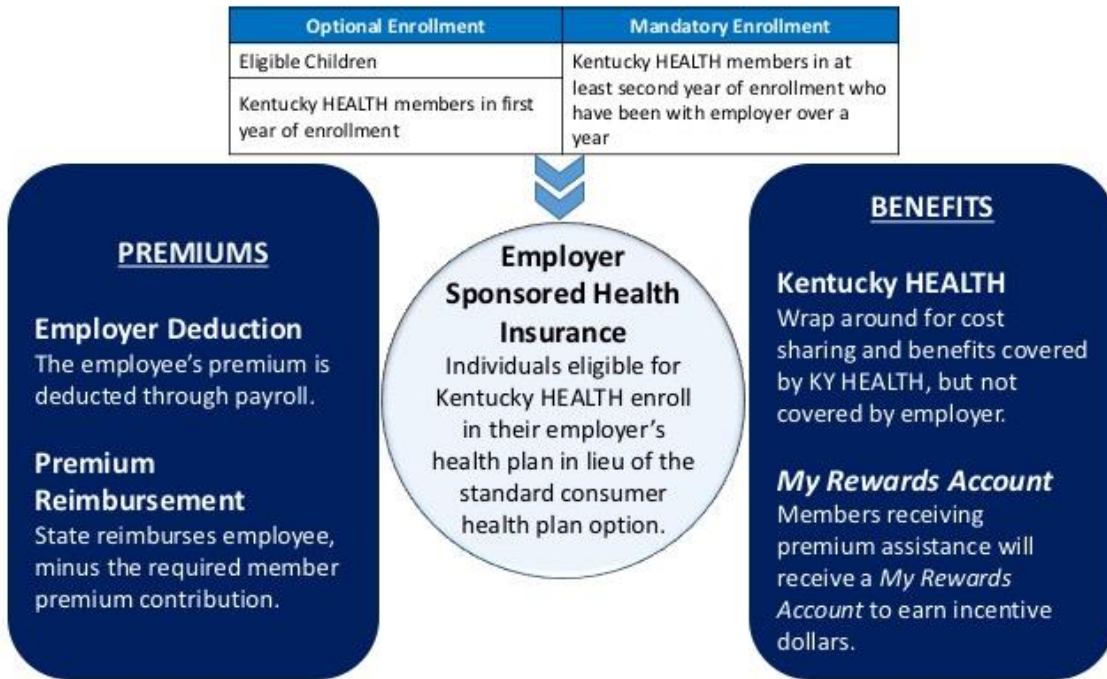 Optional Enrollment
Mandatory Enrollment
Eligible Children
Kentucky HEALTH members in first
year of enrollment
Kentucky HEALTH members in at
least second year of enrollment who
have been with employer over a
year
PREMIUMS
Employer Deduction
The employee’s premium is
deducted through payroll.
Premium
Reimbursement
State reimburses employee,
minus the required member
premium contribution.
Employer
Sponsored Health
Insurance
Individuals eligible for
Kentucky HEALTH enroll
in their employer’s
health plan in lieu of the
standard consumer
health plan option.
BENEFITS
Kentucky HEALTH
Wrap around for cost
sharing and benefits covered
by KY HEALTH, but not
covered by employer.
My Rewards Account
Members receiving
premium assistance will
receive a My Rewards
Account to earn incentive
dollars.